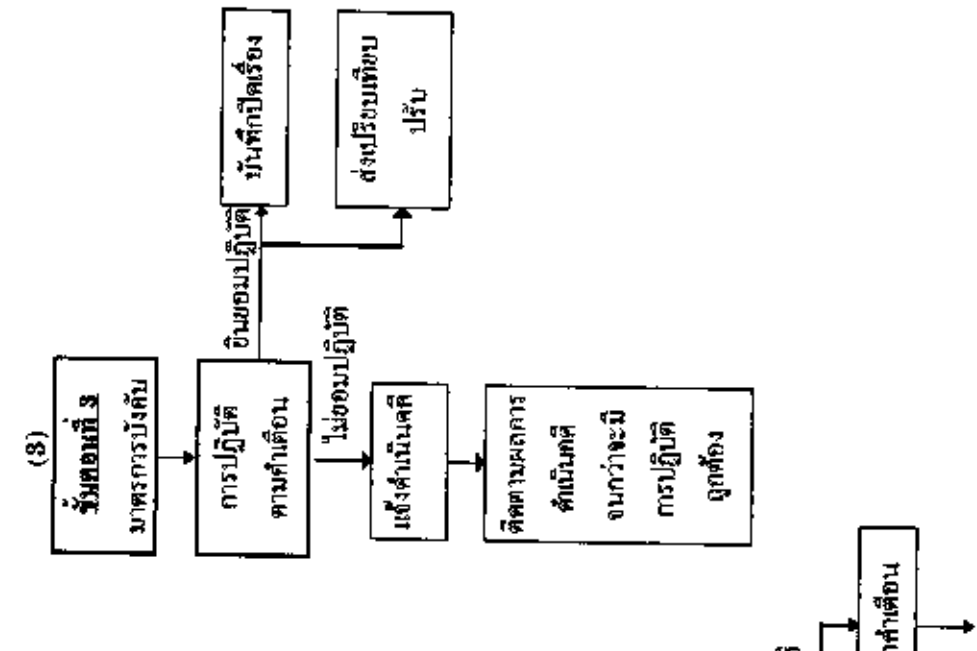 (3)
ขั้นตอนที่ 3
มาตรการบังคับ
การปฏิบัติ
ตามคำเตือน
ยินยอมปฏิบัติ
บันทึกปิดเรื่อง
ส่งเปรียบเทียบ
ปรับ
ไม่ยอมปฏิบัติ
แจ้งดำเนินคดี
ติดตามผลการ
ดำเนินคดี
จนกว่าจะมี
การปฏิบัติ
ถูกต้อง
คำเตือน